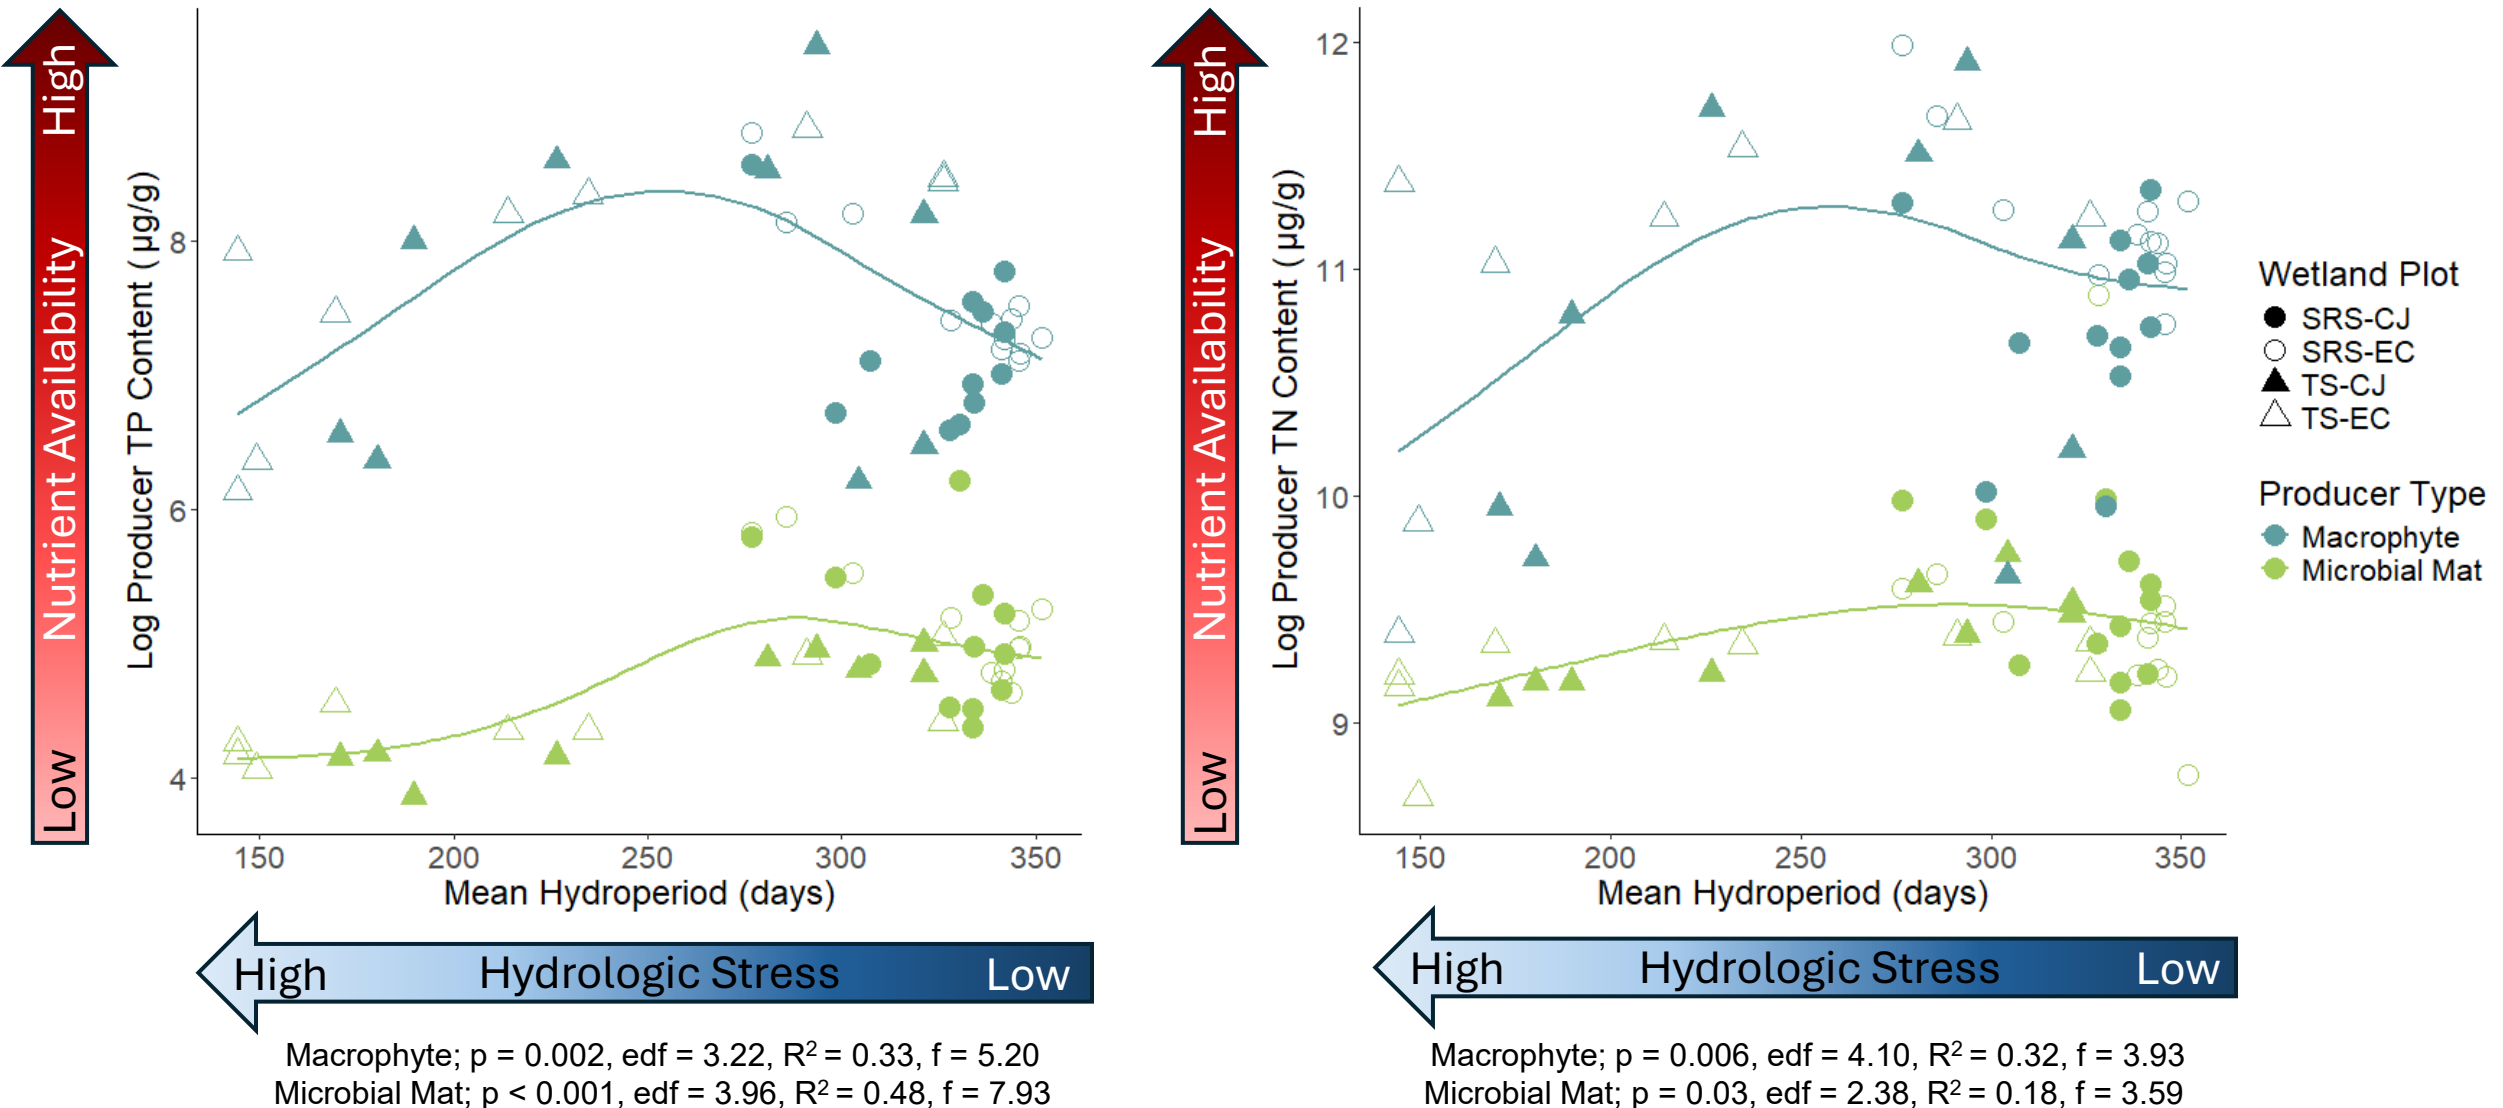 High
Nutrient Availability
Low
Log Producer TP Content ( µg/g)
8
6
4
150 200 250 300 350
Mean Hydroperiod (days)
High Hydrologic Stress Low
Macrophyte; p = 0.002, edf = 3.22, R² = 0.33, f = 5.20
Microbial Mat; p < 0.001, edf = 3.96, R² = 0.48, f = 7.93
High
Nutrient Availability
Low
Log Producer TN Content ( µg/g)
12
11
10
9
150 200 250 300 350
Mean Hydroperiod (days)
High Hydrologic Stress Low
Macrophyte; p = 0.006, edf = 4.10, R² = 0.32, f = 3.93
Microbial Mat; p = 0.03, edf = 2.38, R² = 0.18, f = 3.59
Wetland Plot
SRS-CJ
SRS-EC
TS-CJ
TS-EC
Producer Type
Macrophyte
Microbial Mat